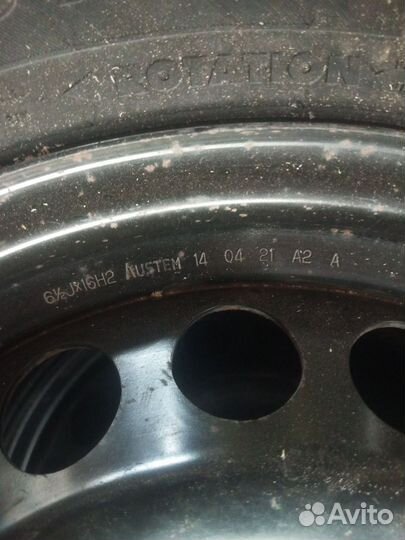 ROTATION
6½JX16H2 AUSTEM 14 04 21 A2 A
Avito